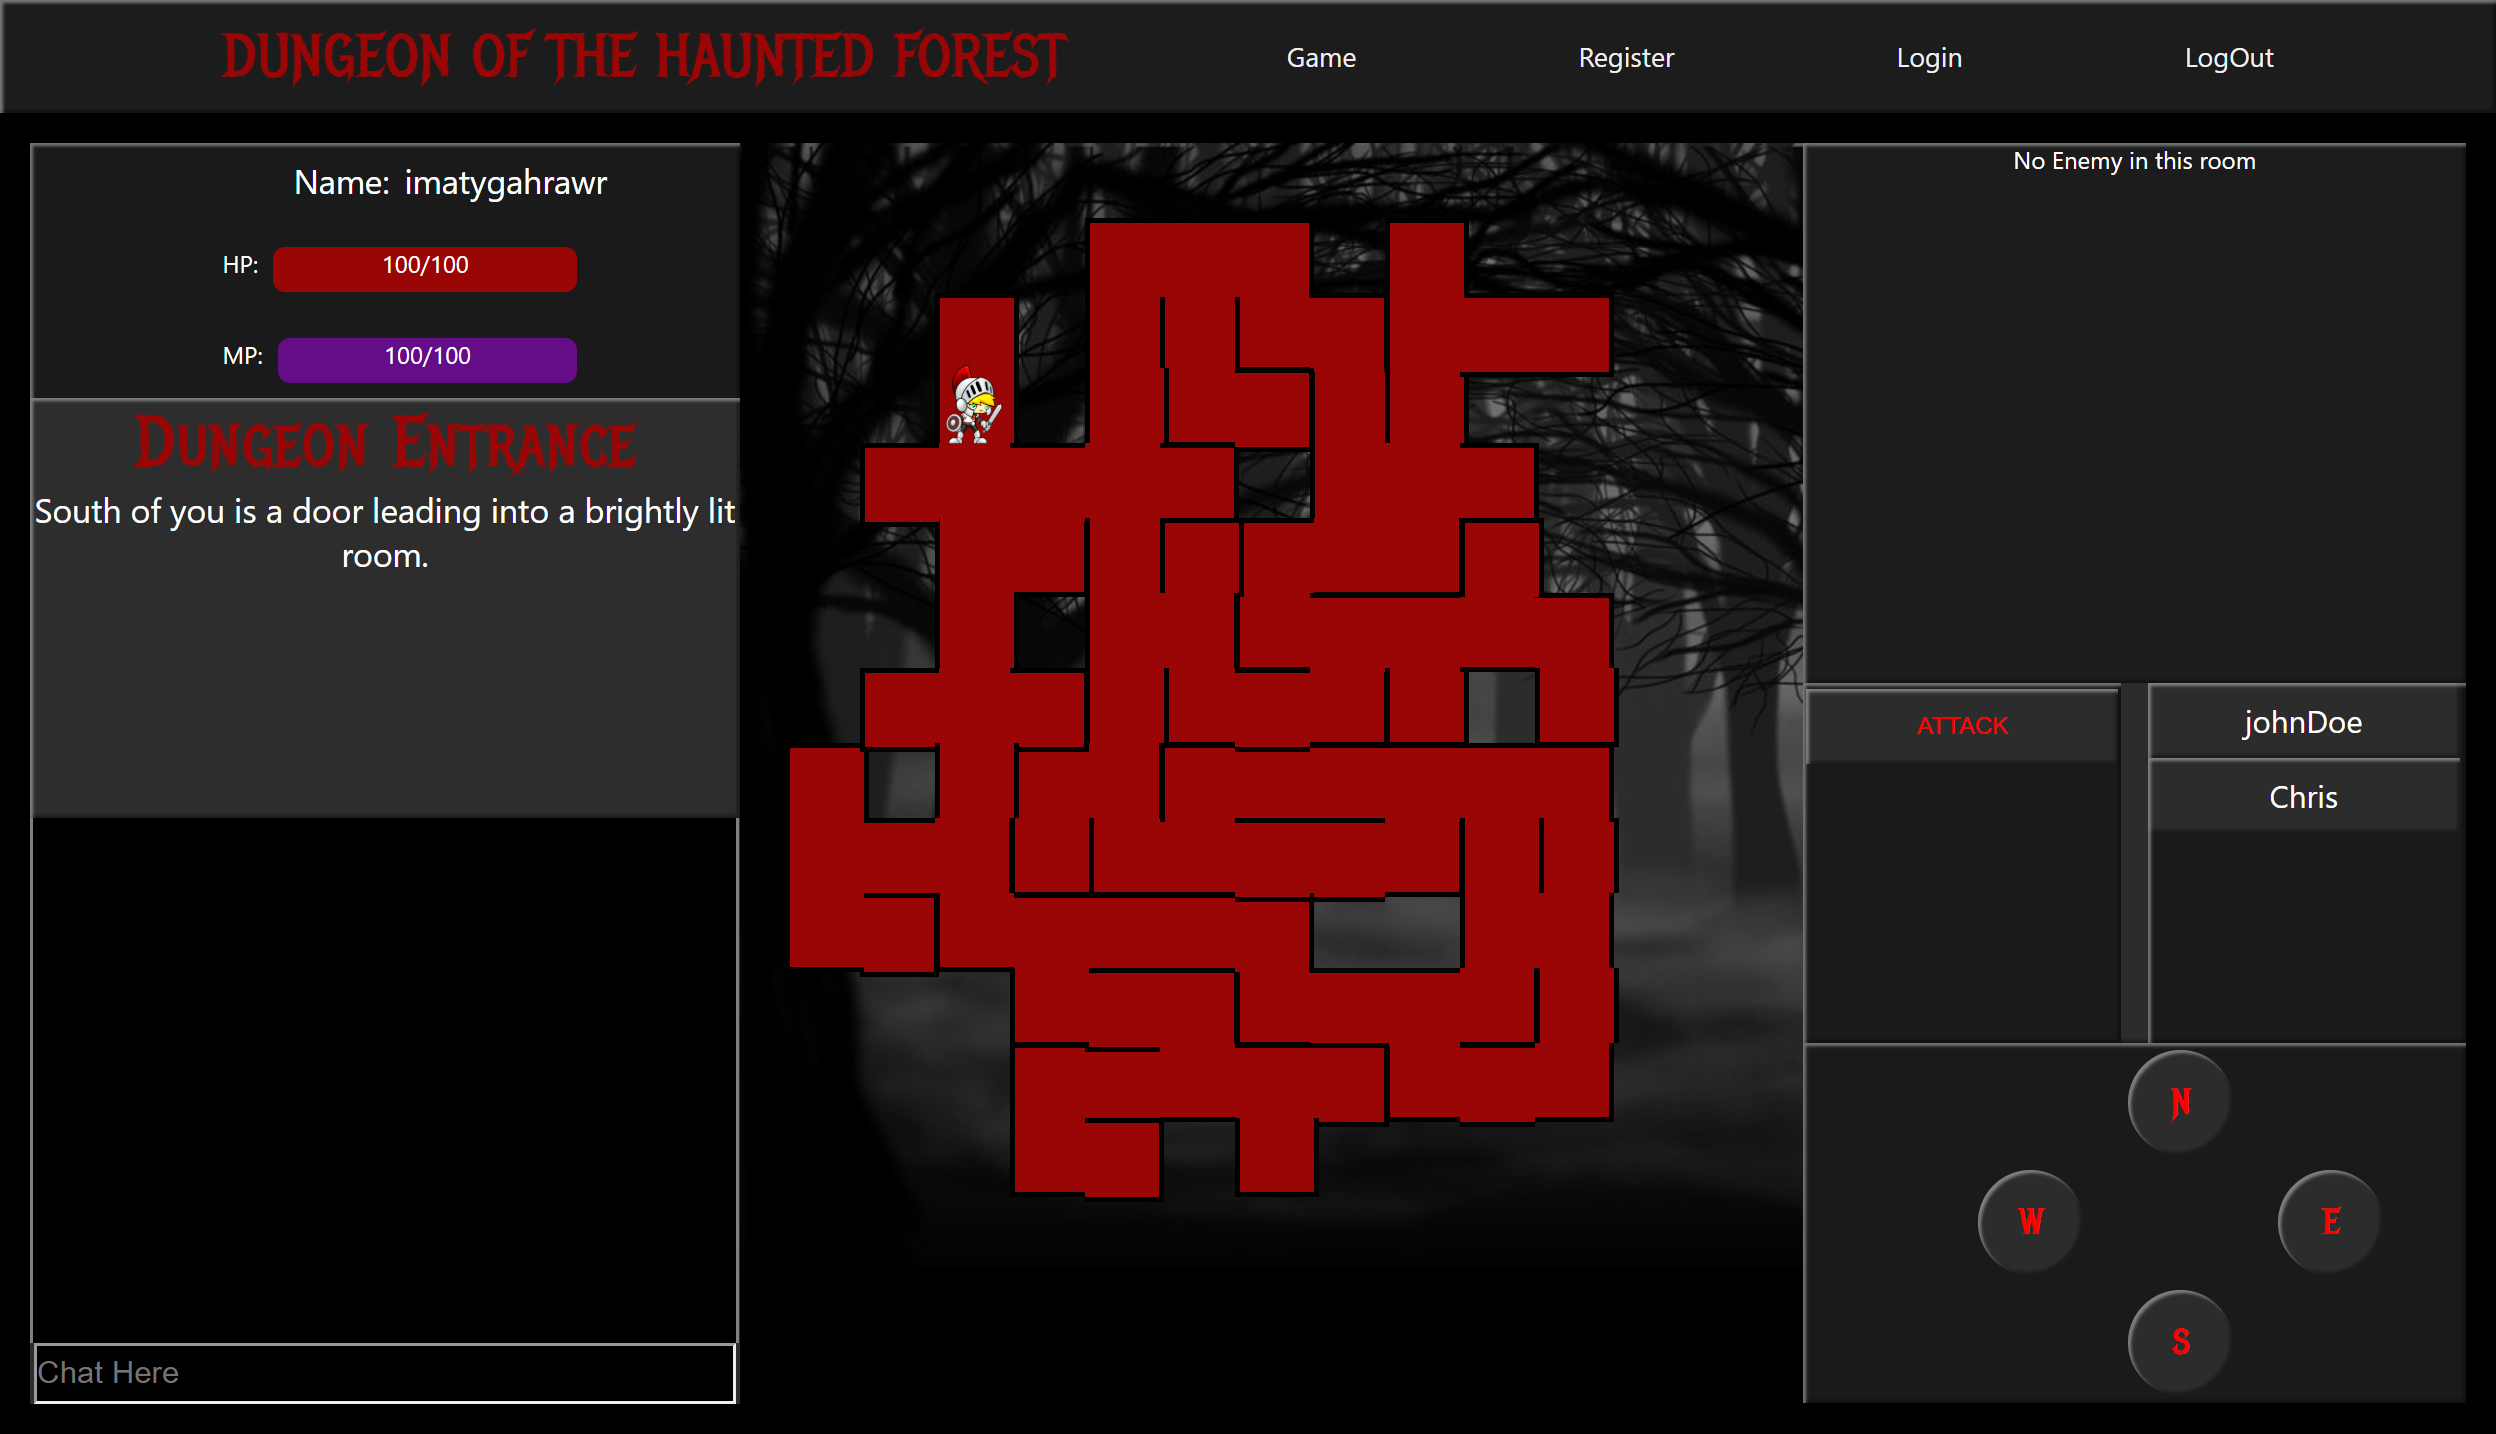 DUNGEON OF THE HAUNTED FOREST
Game
Register
Login
LogOut
Name: imatygahrawr
HP: 100/100
MP: 100/100
DUNGEON ENTRANCE
South of you is a door leading into a brightly lit
room.
Chat Here
No Enemy in this room
ATTACK
johnDoe
Chris
N
W
E
S